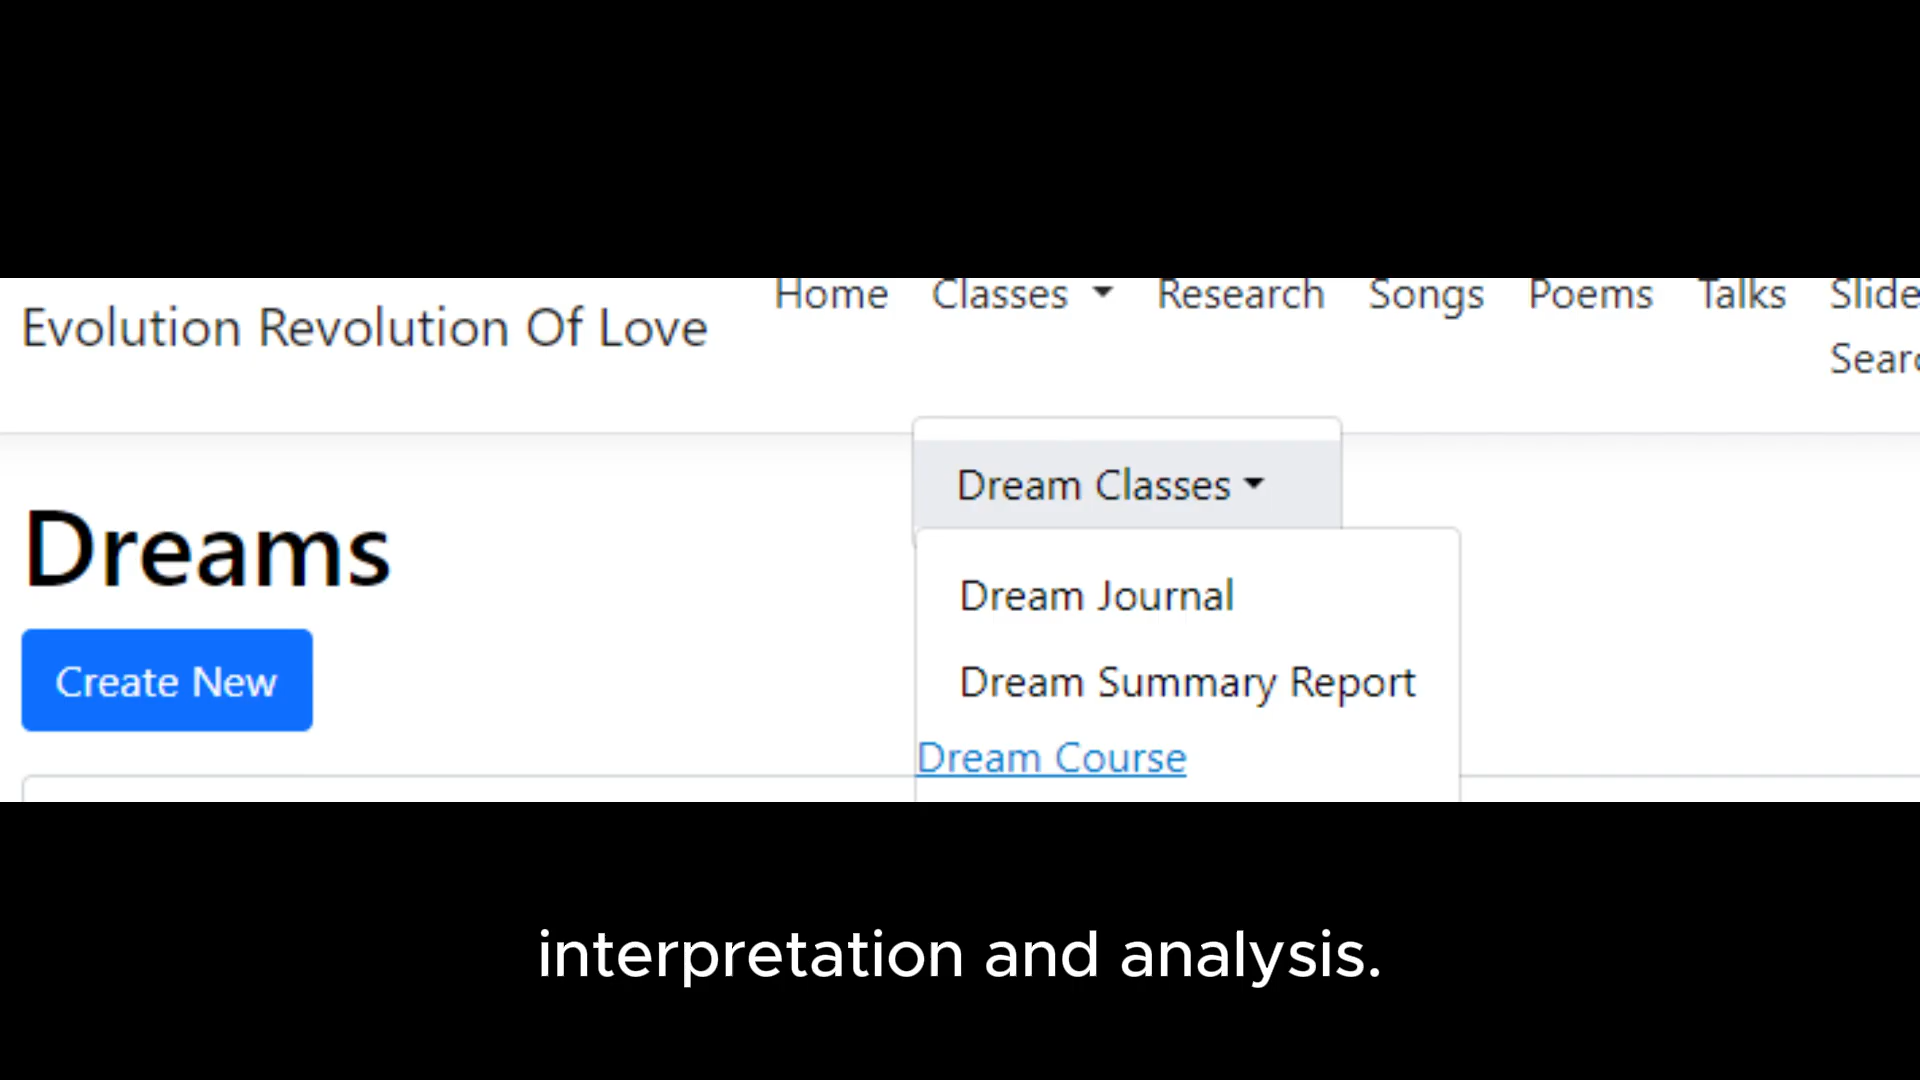 Evolution Revolution Of Love
Home Classes Research Songs Poems Talks
Dream Classes
Dreams
Create New
Dream Journal
Dream Summary Report
Dream Course
interpretation and analysis.